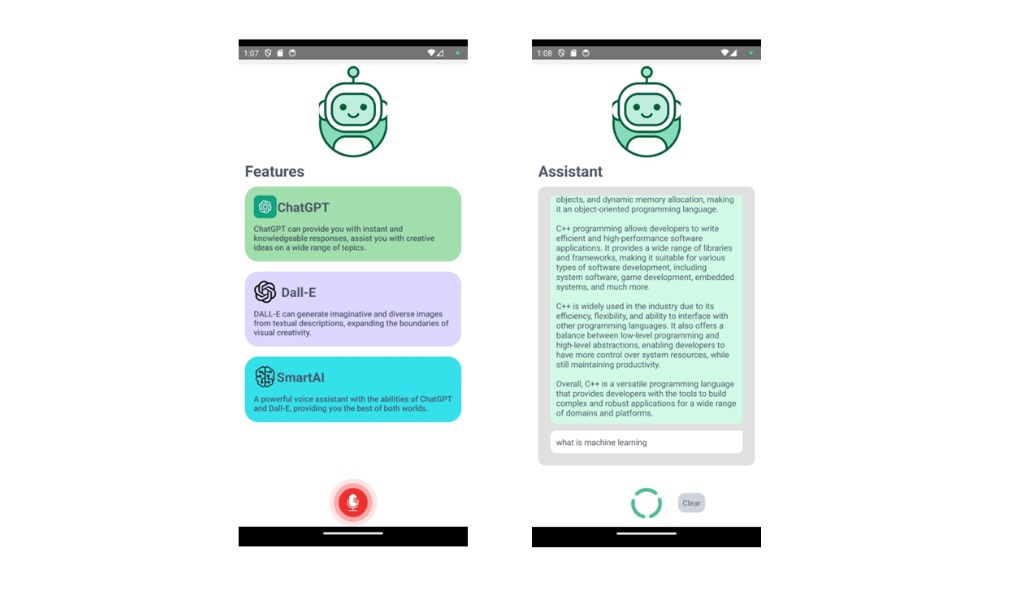 1:07
Features
ChatGPT
ChatGPT can provide you with instant and
knowledgeable responses, assist you with creative
ideas on a wide range of topics.
Dall-E
DALL-E can generate imaginative and diverse images
from textual descriptions, expanding the boundaries of
visual creativity.
SmartAI
A powerful voice assistant with the abilities of ChatGPT
and Dall-E, providing you the best of both worlds.
1:08
Assistant
objects, and dynamic memory allocation, making
it an object-oriented programming language.
C++ programming allows developers to write
efficient and high-performance software
applications. It provides a wide range of libraries
and frameworks, making it suitable for various
types of software development, including
system software, game development, embedded
systems, and much more.
C++ is widely used in the industry due to its
efficiency, flexibility, and ability to interface with
other programming languages. It also offers a
balance between low-level programming and
high-level abstractions, enabling developers to
have more control over system resources, while
still maintaining productivity.
Overall, C++ is a versatile programming language
that provides developers with the tools to build
complex and robust applications for a wide range
of domains and platforms.
what is machine learning
Clear